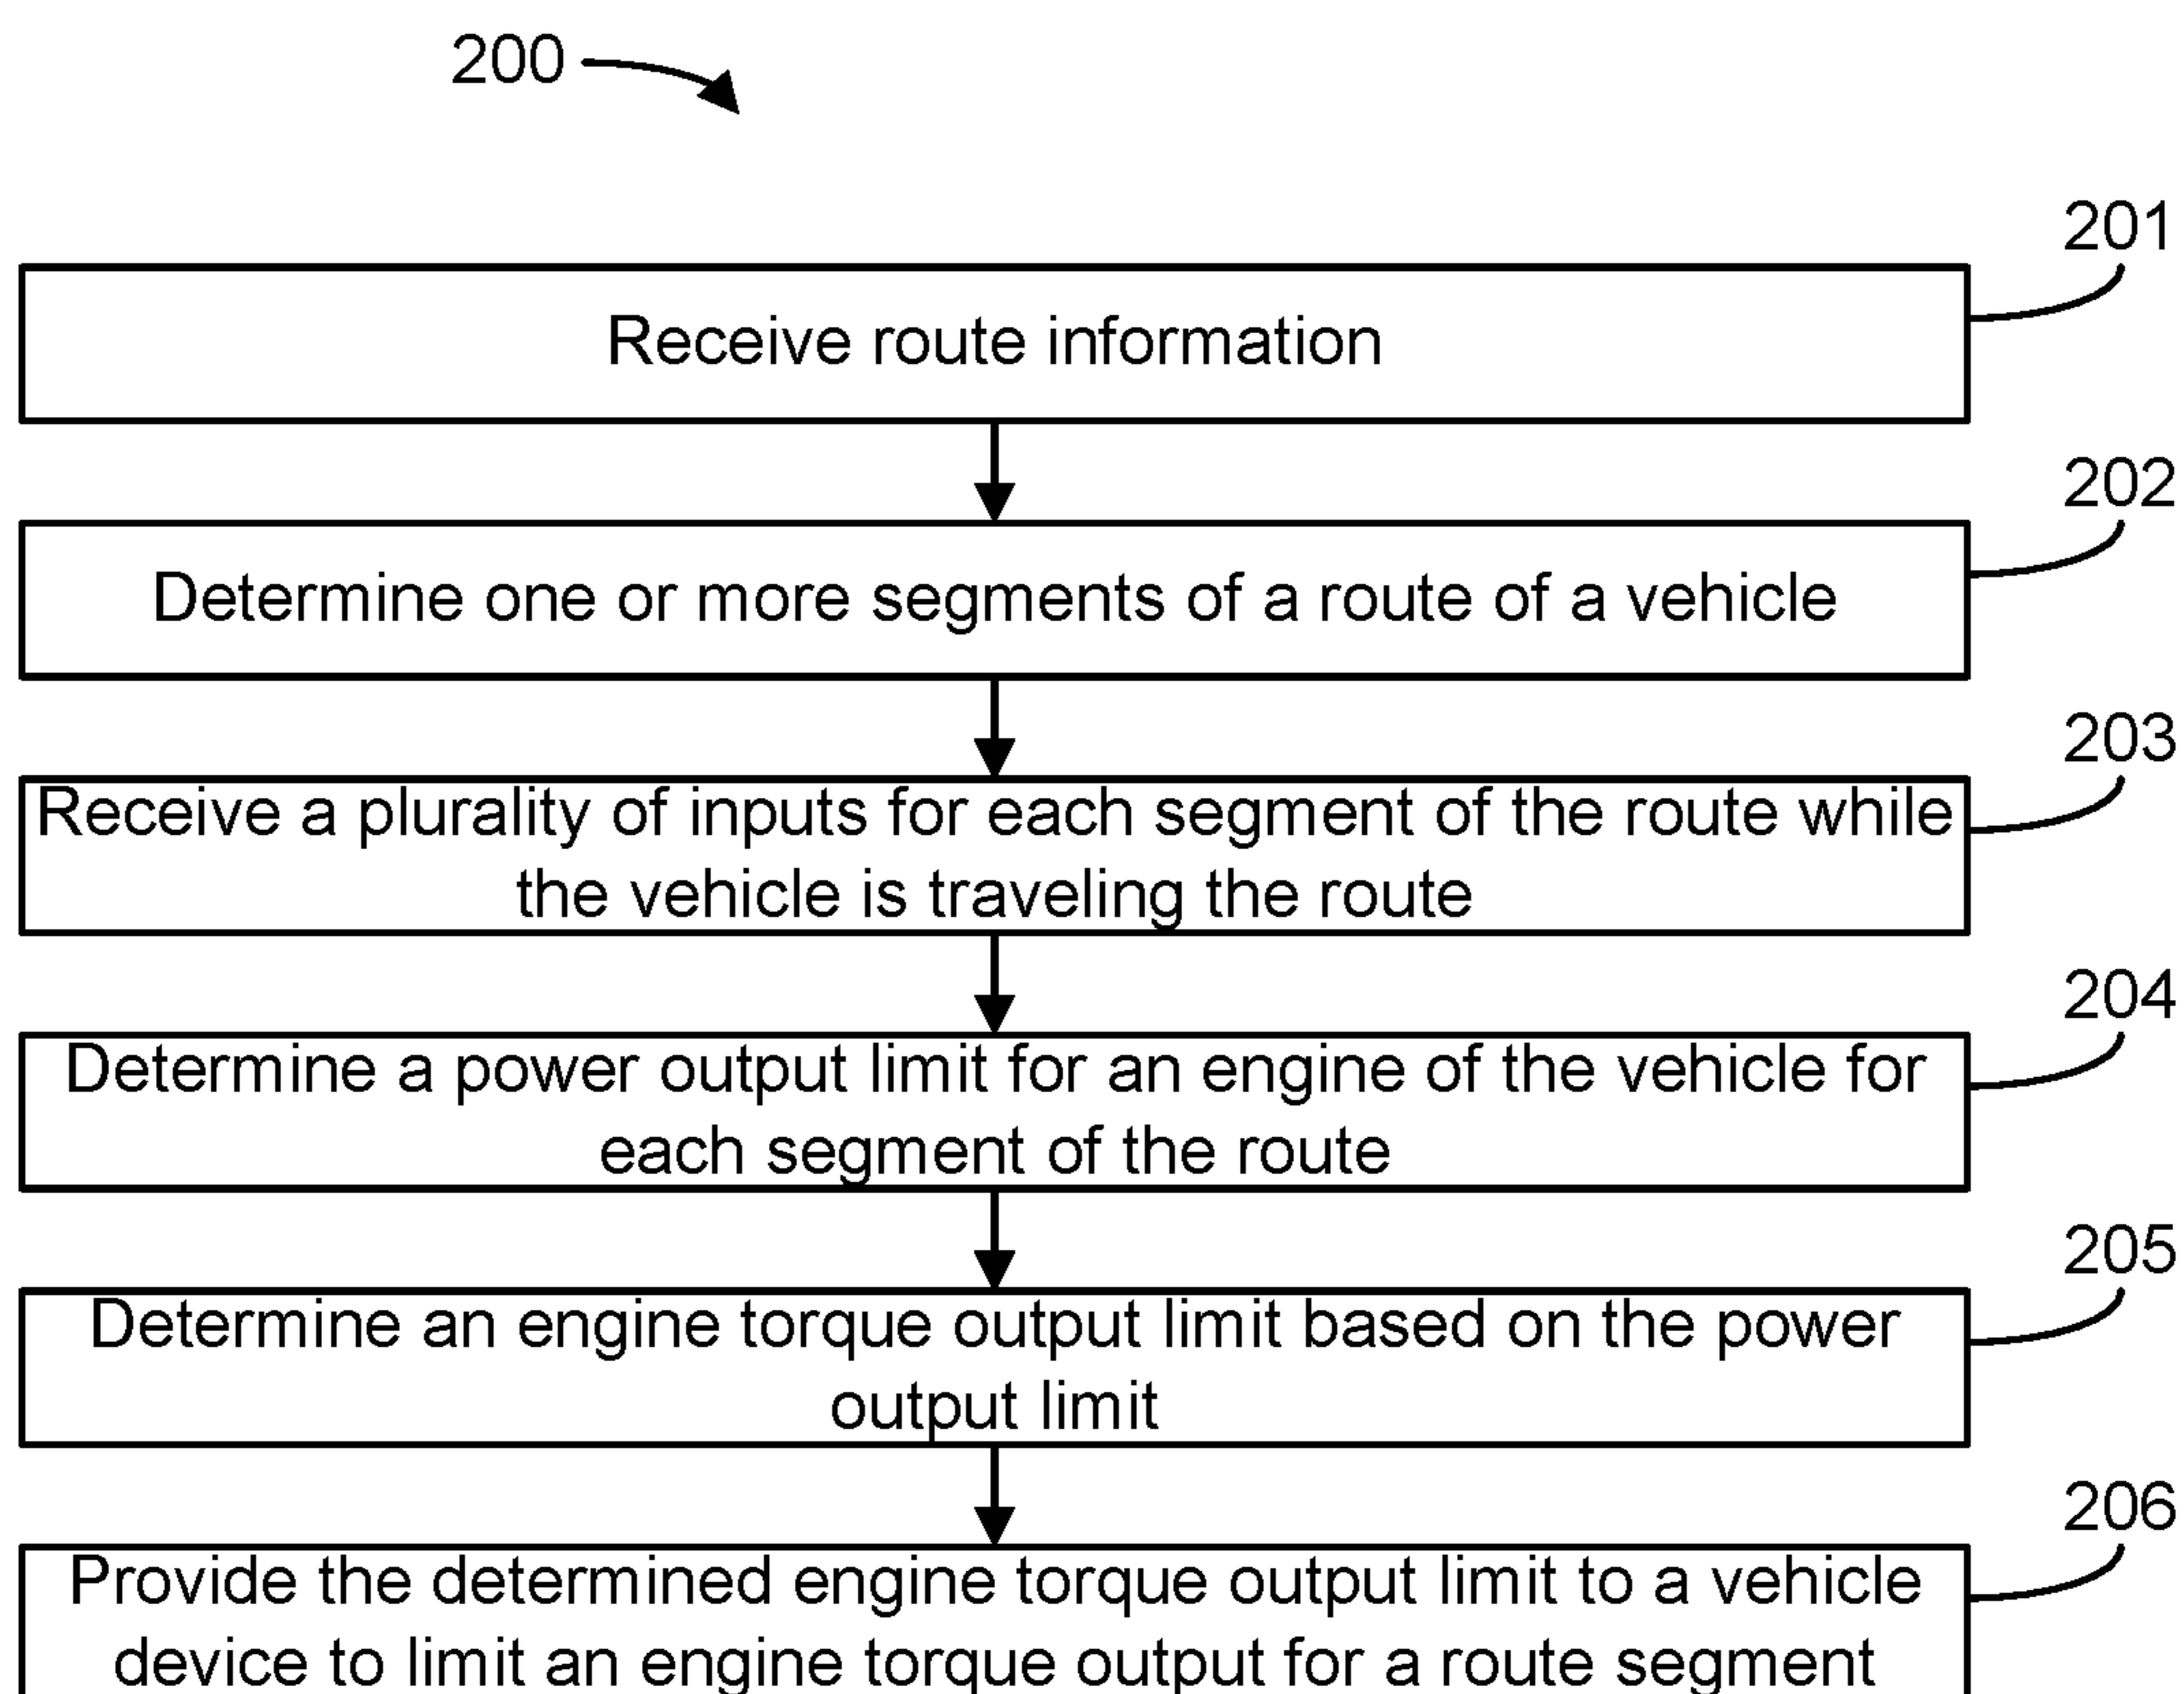 200
201
Receive route information
202
Determine one or more segments of a route of a vehicle
203
Receive a plurality of inputs for each segment of the route while
the vehicle is traveling the route
204
Determine a power output limit for an engine of the vehicle for
each segment of the route
205
Determine an engine torque output limit based on the power
output limit
206
Provide the determined engine torque output limit to a vehicle
device to limit an engine torque output for a route segment